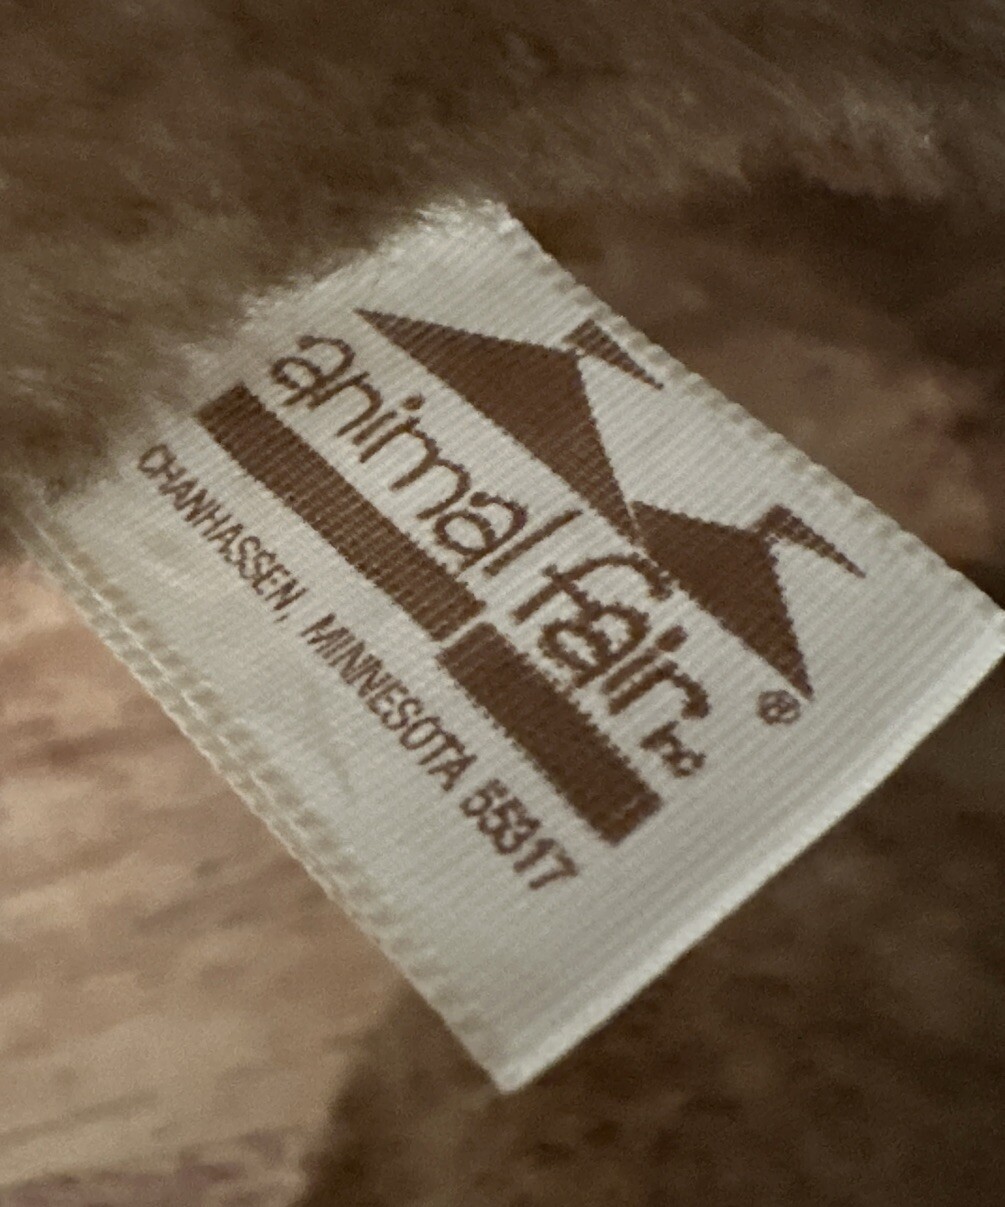 animal fair inc
®
CHANHASSEN, MINNESOTA 55317